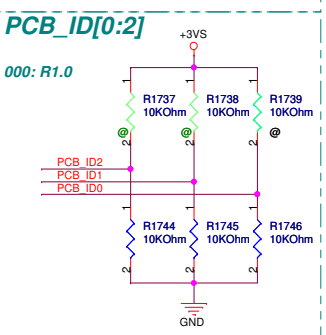 PCB_ID[0:2]
+3VS
000: R1.0
1 1 1
R1737 R1738 R1739
10KOhm 10KOhm 10KOhm
@ @ @
2 2 2
PCB_ID2
PCB_ID1
PCB_ID0
1 1 1
R1744 R1745 R1746
10KOhm 10KOhm 10KOhm
2 2 2
GND